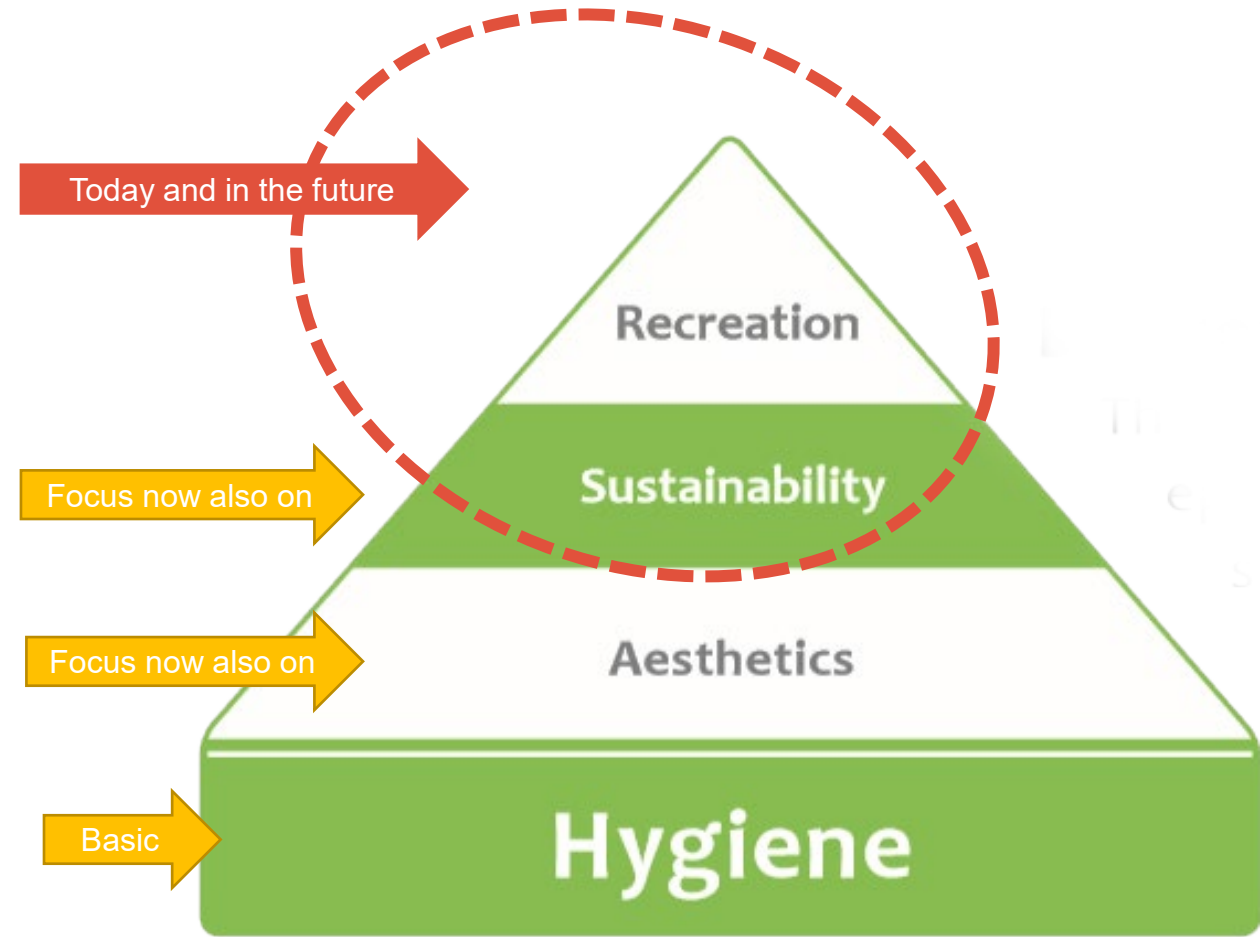 Today and in the future
Recreation
Focus now also on
Sustainability
Focus now also on
Aesthetics
Basic
Hygiene